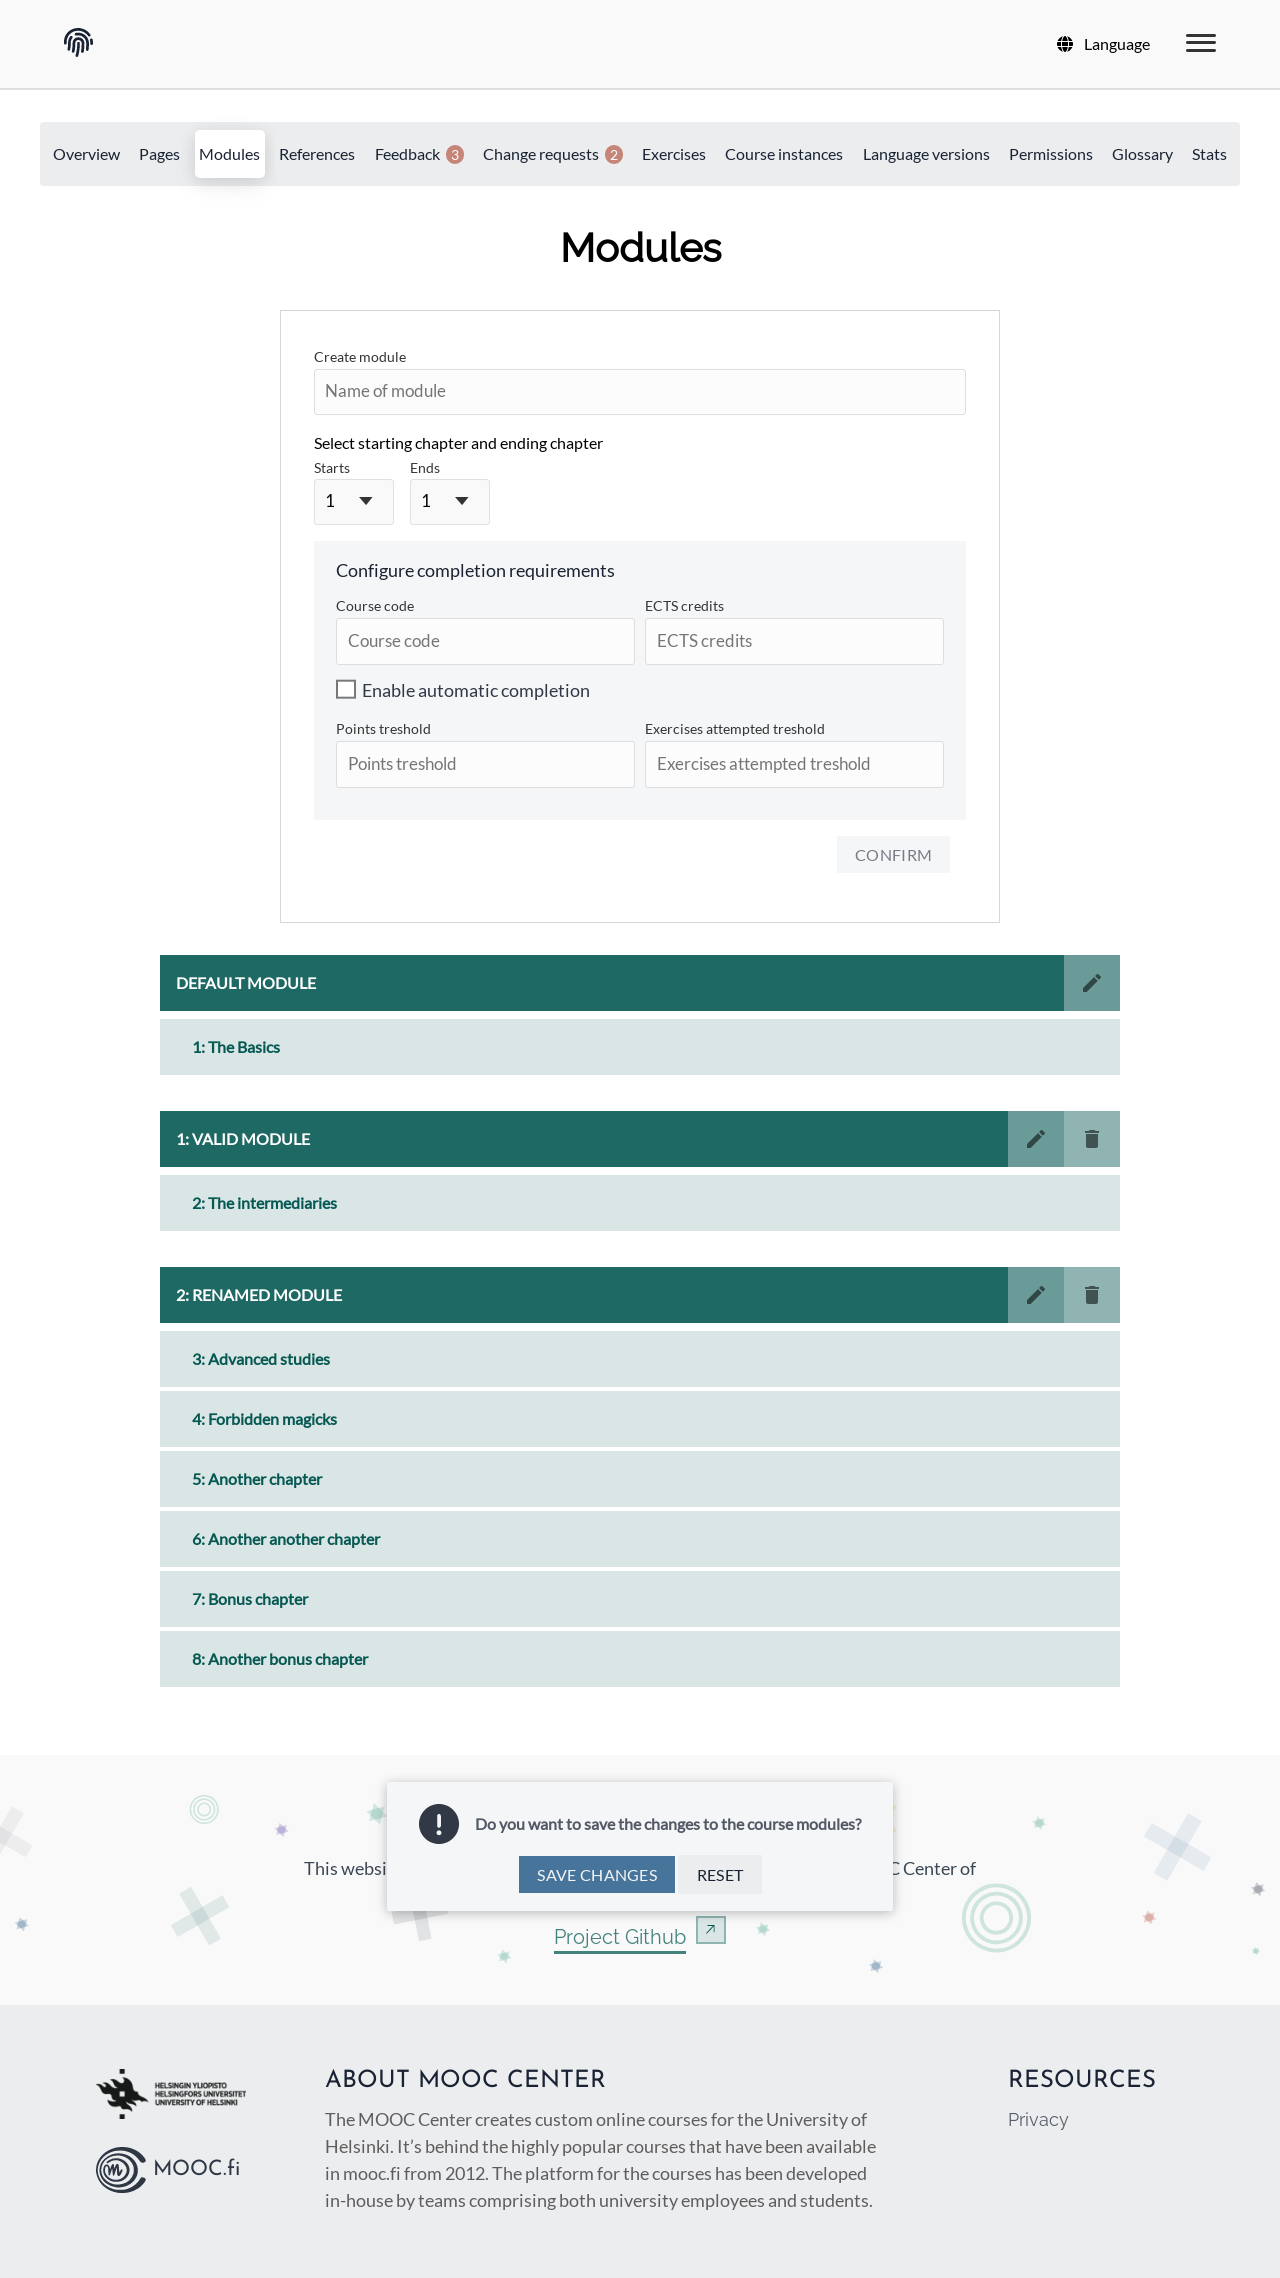 Language
Overview Pages Modules References Feedback 3 Change requests 2 Exercises Course instances Language versions Permissions Glossary Stats
Modules
Create module
Name of module
Select starting chapter and ending chapter
Starts Ends
1 1
Configure completion requirements
Course code ECTS credits
Course code ECTS credits
Enable automatic completion
Points treshold Exercises attempted treshold
Points treshold Exercises attempted treshold
CONFIRM
DEFAULT MODULE
1: The Basics
1: VALID MODULE
2: The intermediaries
2: RENAMED MODULE
3: Advanced studies
4: Forbidden magicks
5: Another chapter
6: Another another chapter
7: Bonus chapter
8: Another bonus chapter
Do you want to save the changes to the course modules?
This Center of
SAVE CHANGES RESET
Project Github
HELSINGIN YLIOPISTO
HELSINGFORS UNIVERSITET
UNIVERSITY OF HELSINKI
MOOC.fi
ABOUT MOOC CENTER
The MOOC Center creates custom online courses for the University of
Helsinki. It’s behind the highly popular courses that have been available
in mooc.fi from 2012. The platform for the courses has been developed
in-house by teams comprising both university employees and students.
RESOURCES
Privacy